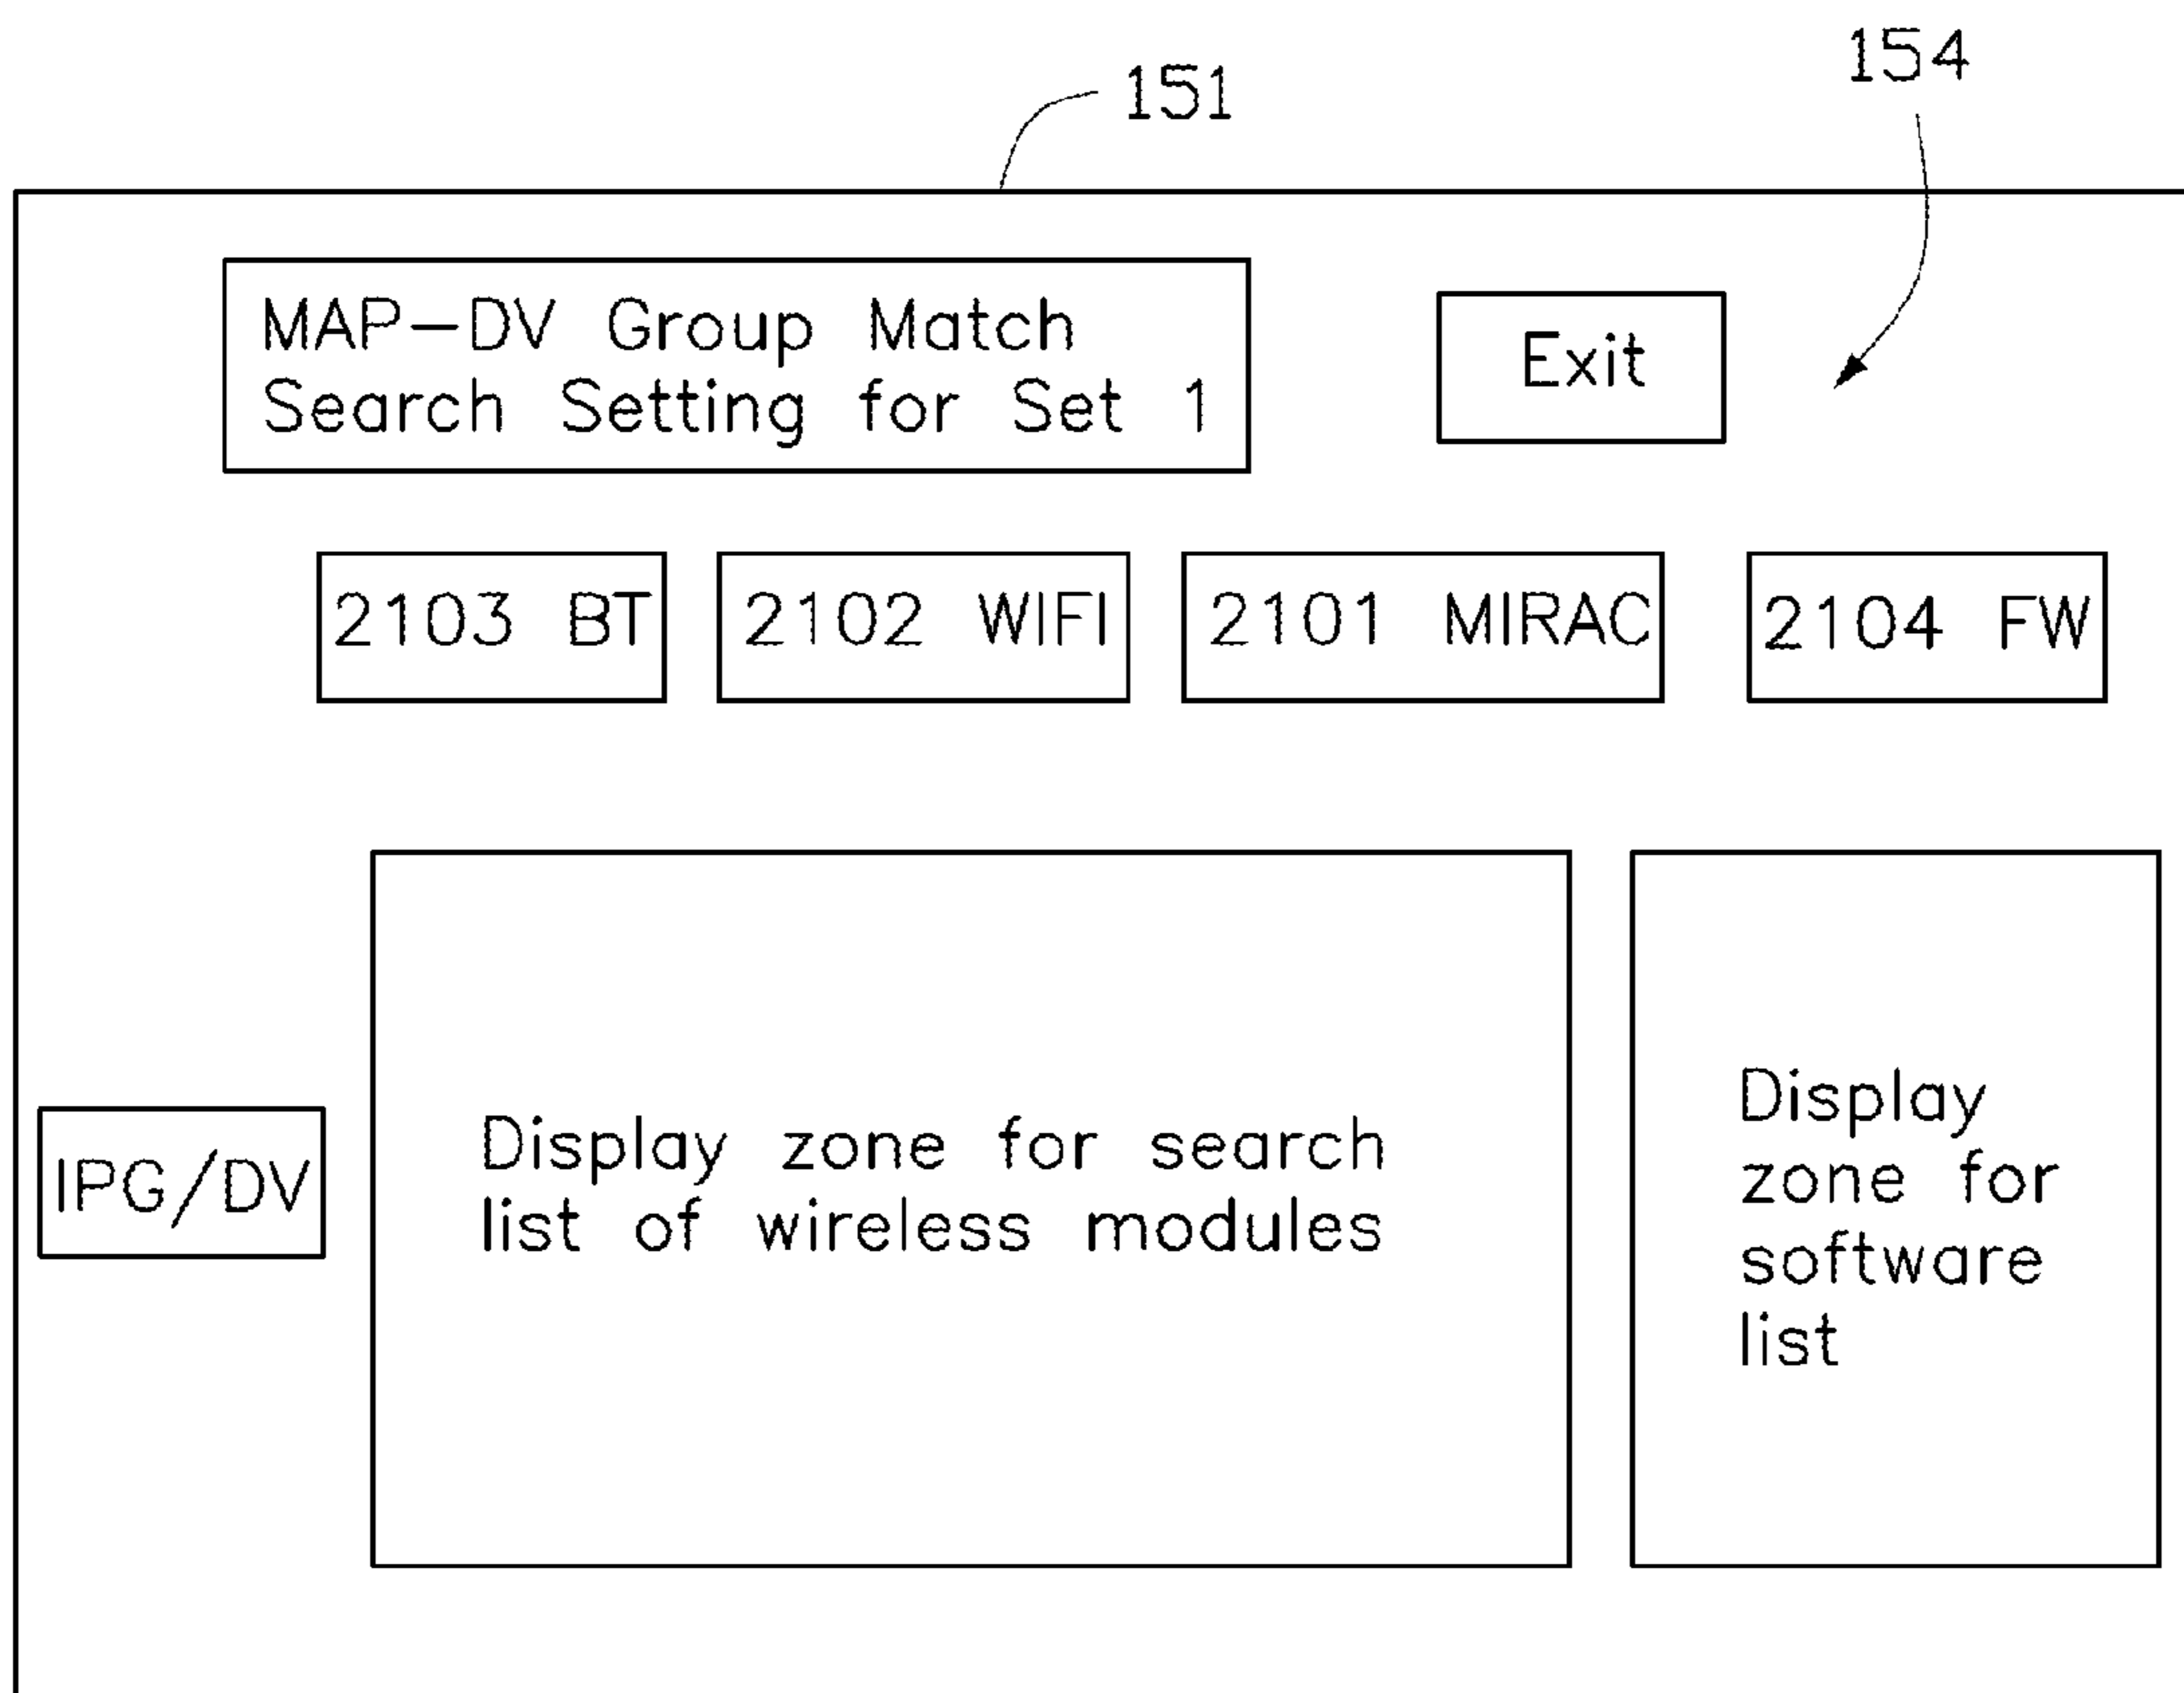 154
151
MAP-DV Group Match
Search Setting for Set 1
Exit
2103 BT
2102 WIFI
2101 MIRAC
2104 FW
IPG/DV
Display zone for search
list of wireless modules
Display
zone for
software
list